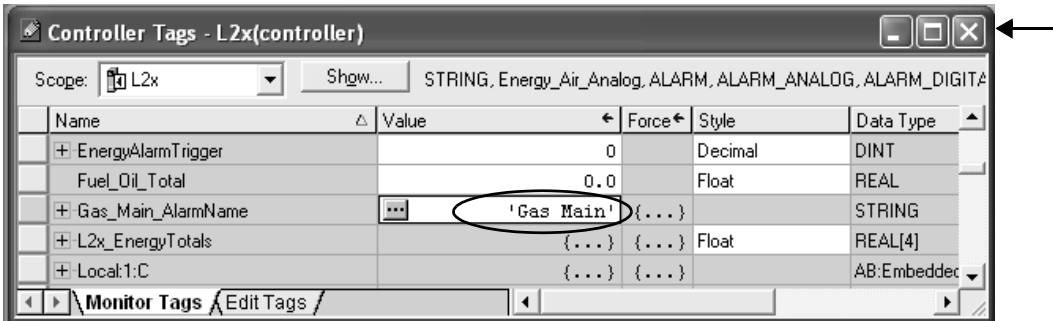 Controller Tags - L2x(controller)
Scope: L2x Show... STRING, Energy_Air_Analog, ALARM, ALARM_ANALOG, ALARM_DIGITA
Name Value Force Style Data Type
EnergyAlarmTrigger 0 Decimal DINT
Fuel_Oil_Total 0.0 Float REAL
Gas_Main_AlarmName ... 'Gas Main' {...} STRING
L2x_EnergyTotals {...} {...} Float REAL[4]
Local:1:C {...} {...} AB:Embedded
Monitor Tags Edit Tags